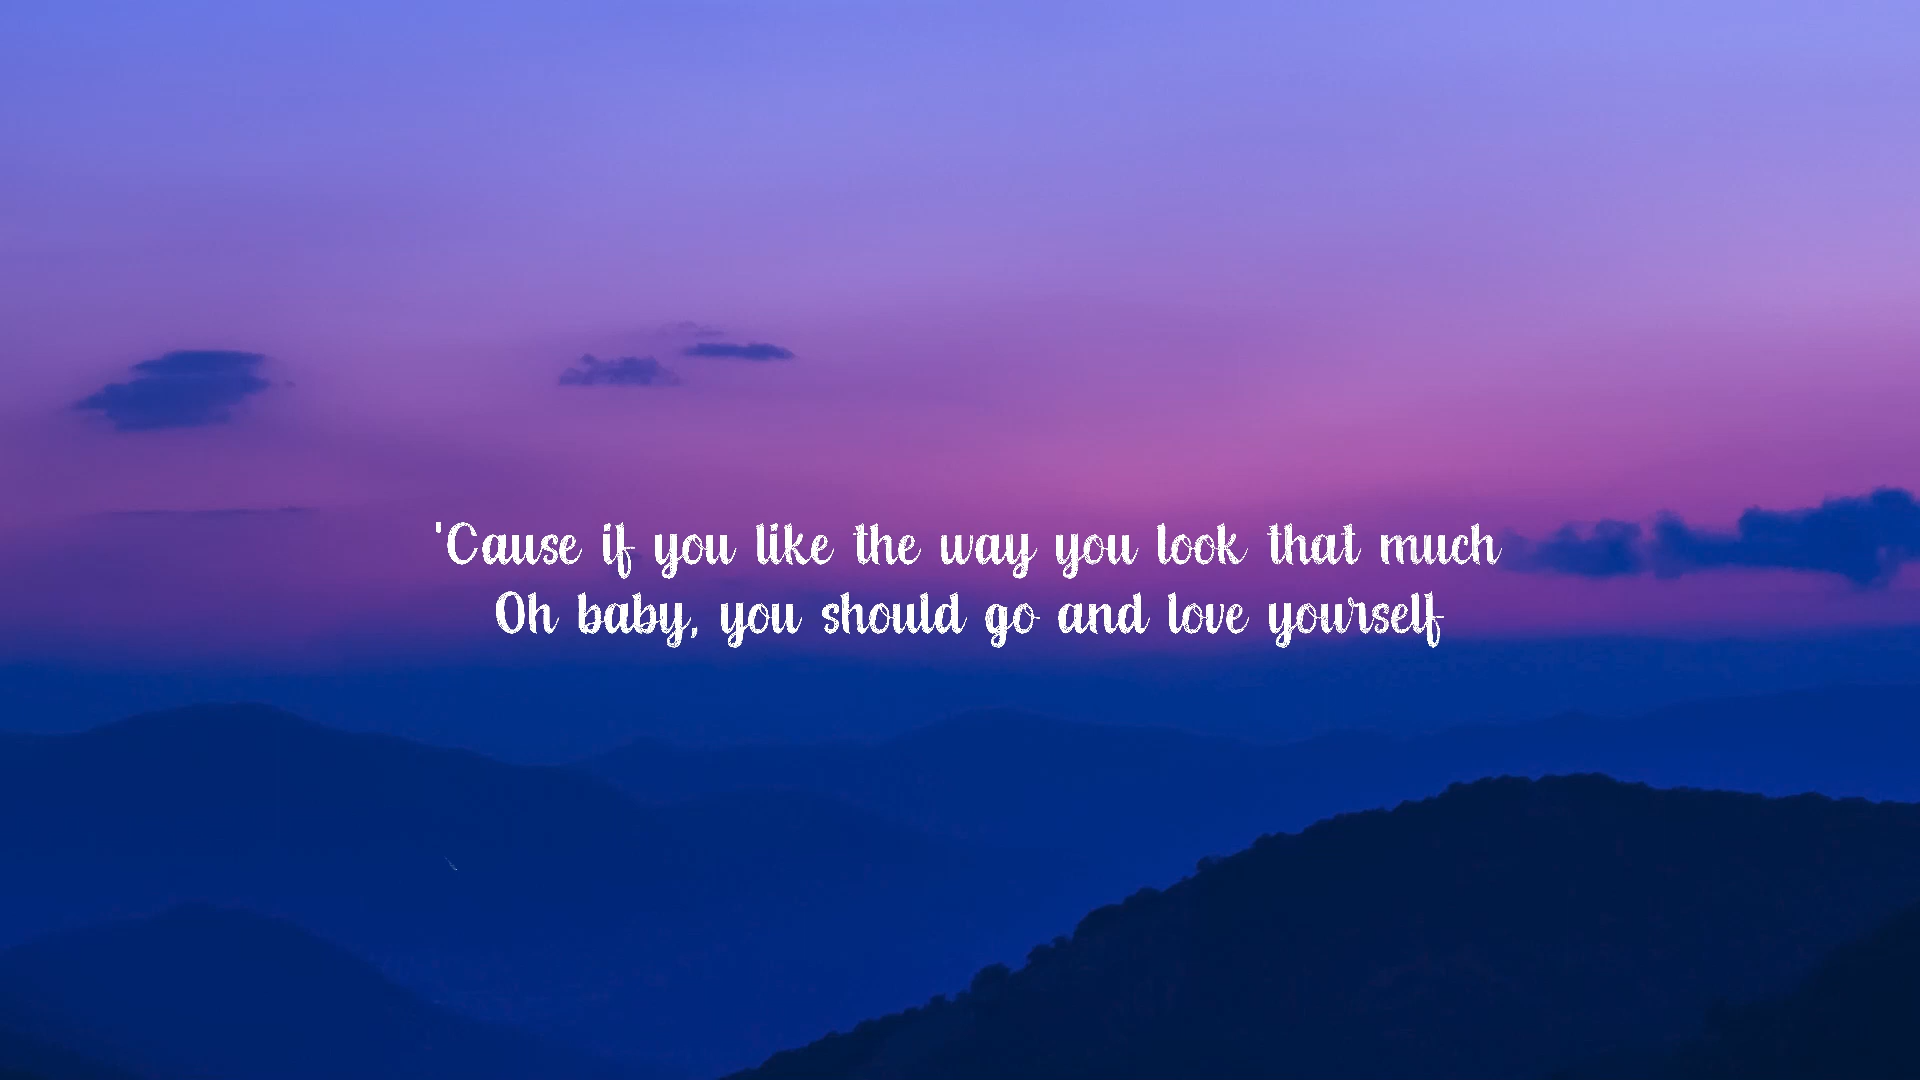 'Cause if you like the way you look that much
Oh baby, you should go and love yourself